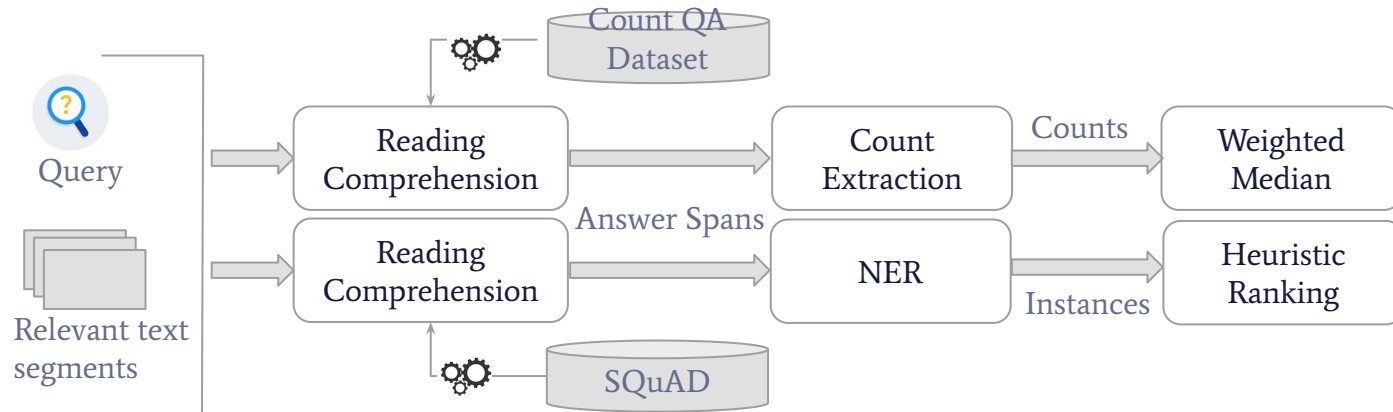 Count QA
Dataset
?
Query
Reading
Comprehension
Count
Extraction
Counts
Weighted
Median
Answer Spans
Relevant text
segments
Reading
Comprehension
NER
Instances
Heuristic
Ranking
SQuAD